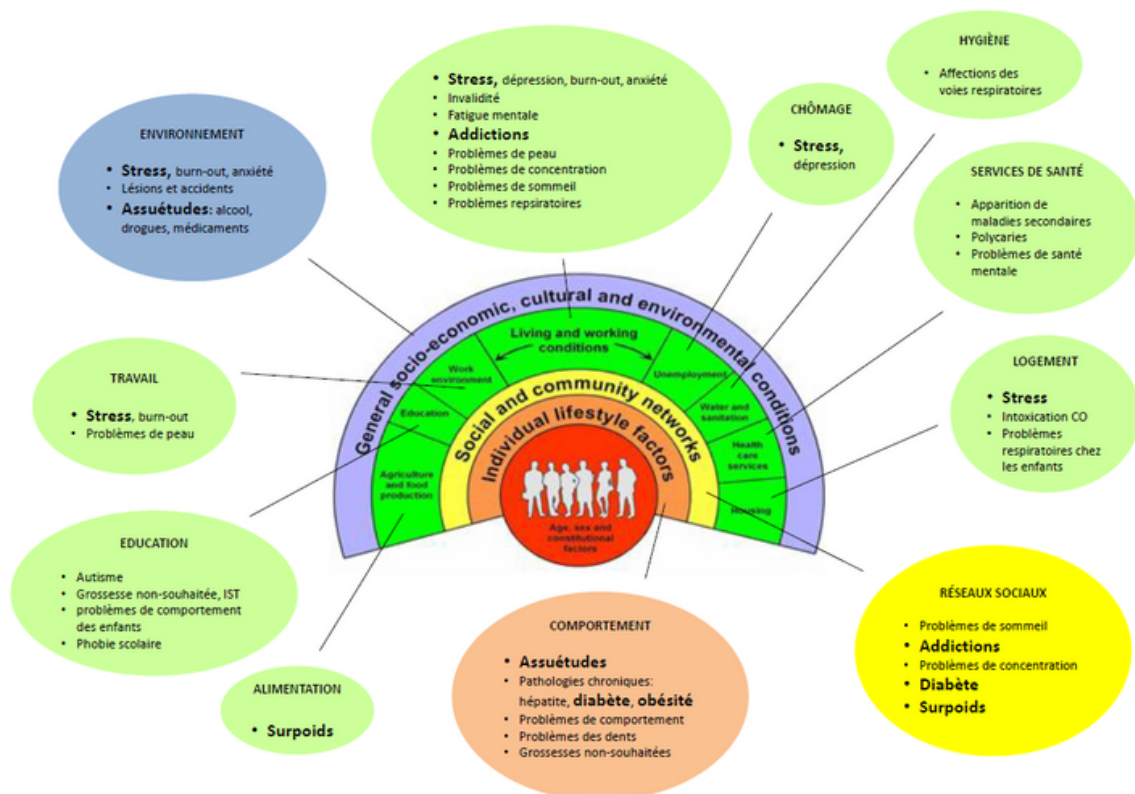 HYGIÈNE
• Affections des
voies respiratoires
• Stress, dépression, burn-out, anxiété
• Invalidité
• Fatigue mentale
• Addictions
• Problèmes de peau
• Problèmes de concentration
• Problèmes de sommeil
• Problèmes repsiratoires
CHÔMAGE
• Stress,
dépression
ENVIRONNEMENT
• Stress, burn-out, anxiété
• Lésions et accidents
• Assuétudes: alcool,
drogues, médicaments
SERVICES DE SANTÉ
• Apparition de
maladies secondaires
• Polycaries
• Problèmes de santé
mentale
General socio-economic, cultural and environmental conditions
Living and working
conditions
Work
environment
Unemployment
Education
Water and
sanitation
Health
care
services
Agriculture
and food
production
Housing
Social and community networks
Individual lifestyle factors
Age, sex and
constitutional
factors
TRAVAIL
• Stress, burn-out
• Problèmes de peau
LOGEMENT
• Stress
• Intoxication CO
• Problèmes
respiratoires chez
les enfants
EDUCATION
• Autisme
• Grossesse non-souhaitée, IST
• problèmes de comportement
des enfants
• Phobie scolaire
ALIMENTATION
• Surpoids
COMPORTEMENT
• Assuétudes
• Pathologies chroniques:
hépatite, diabète, obésité
• Problèmes de comportement
• Problèmes des dents
• Grossesses non-souhaitées
RÉSEAUX SOCIAUX
• Problèmes de sommeil
• Addictions
• Problèmes de concentration
• Diabète
• Surpoids